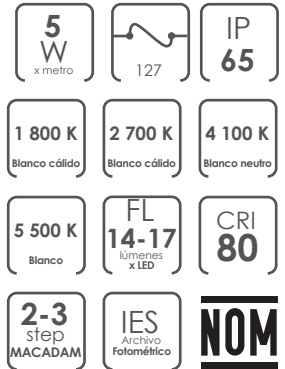 5
W
x metro
127
IP
65
1 800 K
Blanco cálido
2 700 K
Blanco cálido
4 100 K
Blanco neutro
5 500 K
Blanco
FL
14-17
lúmenes
x LED
CRI
80
2-3
step
MACADAM
IES
Archivo
Fotométrico
NOM